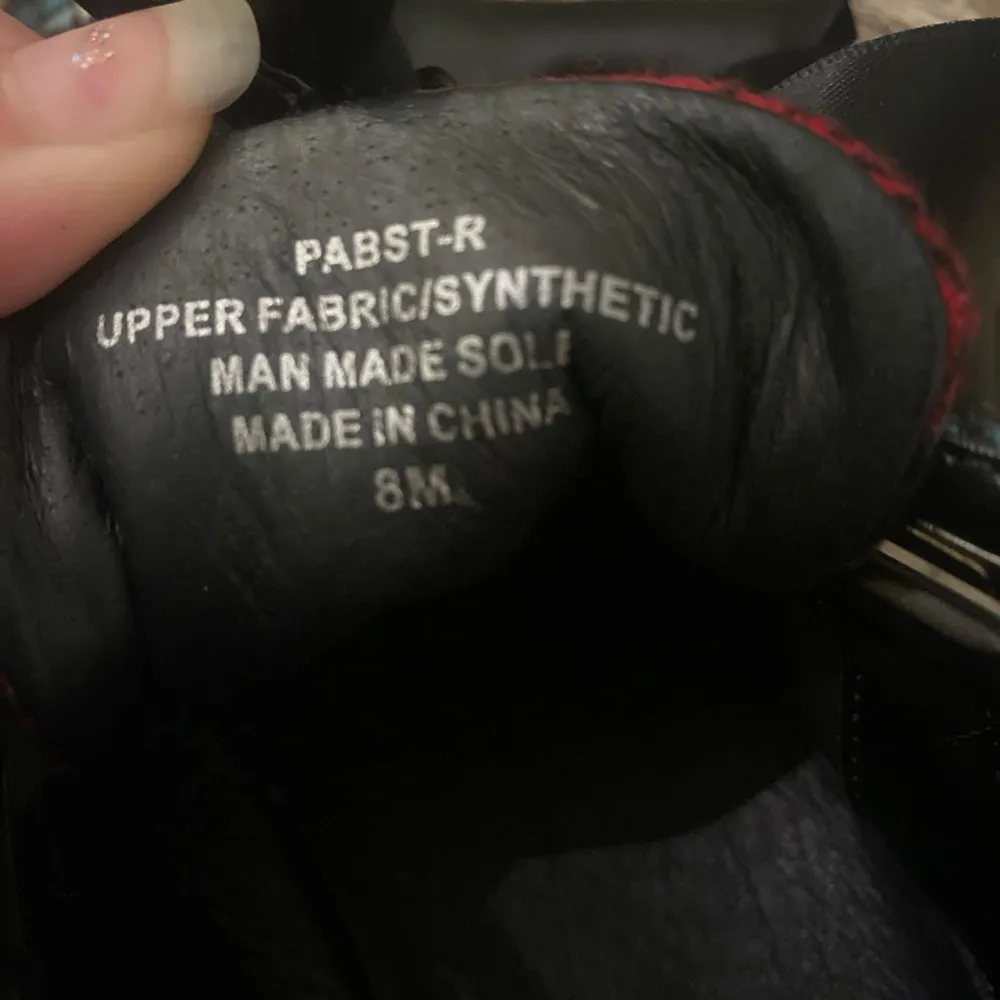 PABST-R
UPPER FABRIC/SYNTHETIC
MAN MADE SOLE
MADE IN CHINA
8M